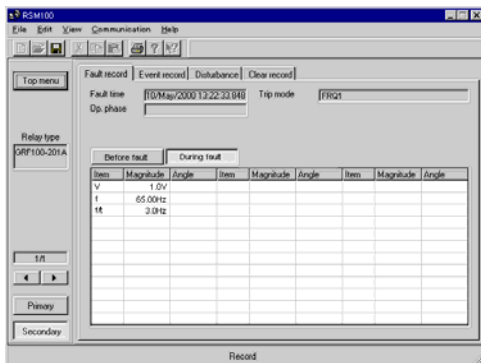 RSM100
File Edit View Communication Help
Top menu
Relay type
GRF100-201A
1/1
Primary
Secondary
Fault record Event record Disturbance Clear record
Fault time 10/May/2000 13:22:33.848 Trip mode FRQ1
Op. phase
Before fault During fault
Item Magnitude Angle Item Magnitude Angle Item Magnitude Angle
V 1.0V
f 65.00Hz
3.0Hz
Record